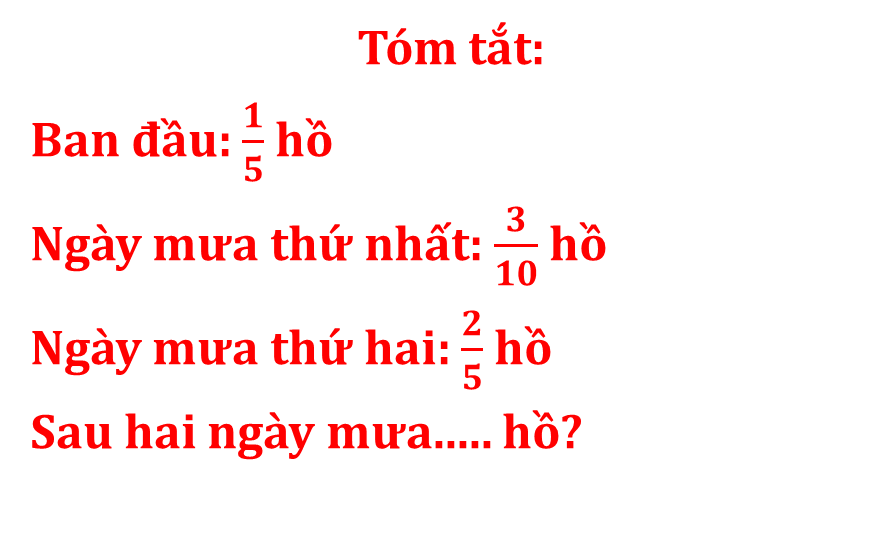 Tóm tắt:
Ban đầu: 1/5 hồ
Ngày mưa thứ nhất: 3/10 hồ
Ngày mưa thứ hai: 2/5 hồ
Sau hai ngày mưa..... hồ?